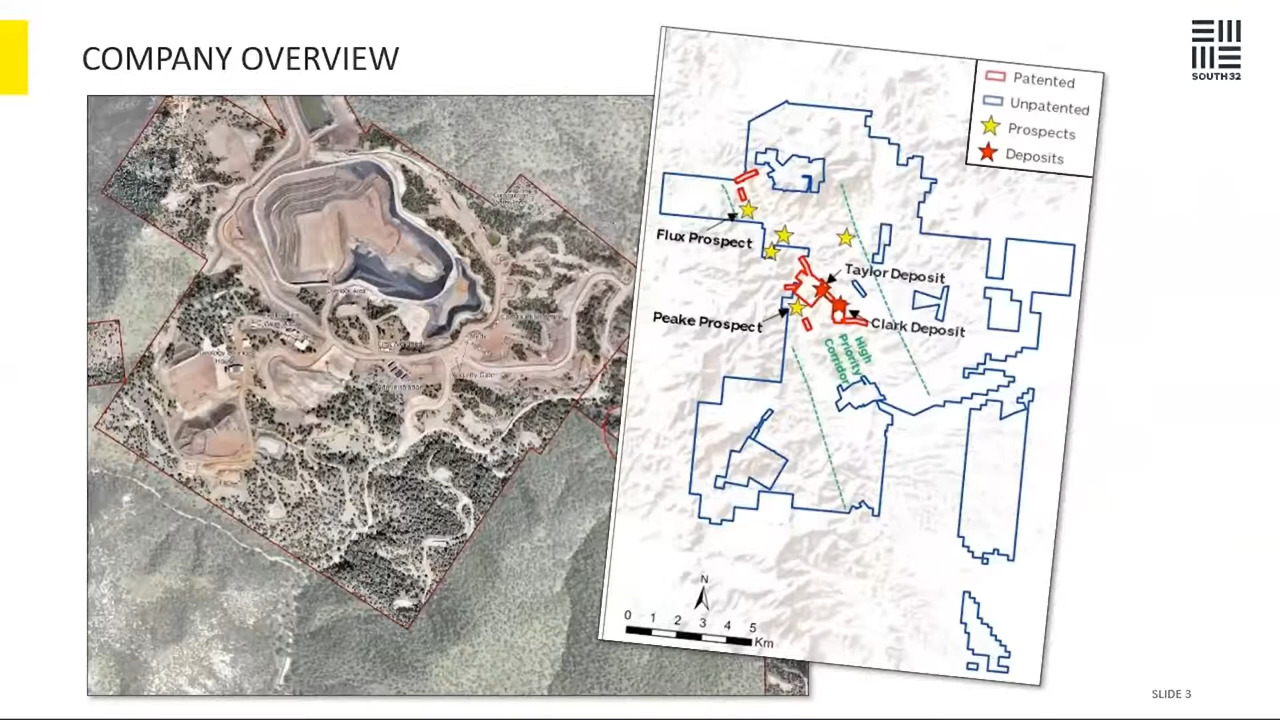 COMPANY OVERVIEW
SOUTH32
Patented
Unpatented
Prospects
Deposits
Flux Prospect
Taylor Deposit
Peake Prospect
Clark Deposit
High
Priority
Corridor
N
0 1 2 3 4 5
Km
SLIDE 3